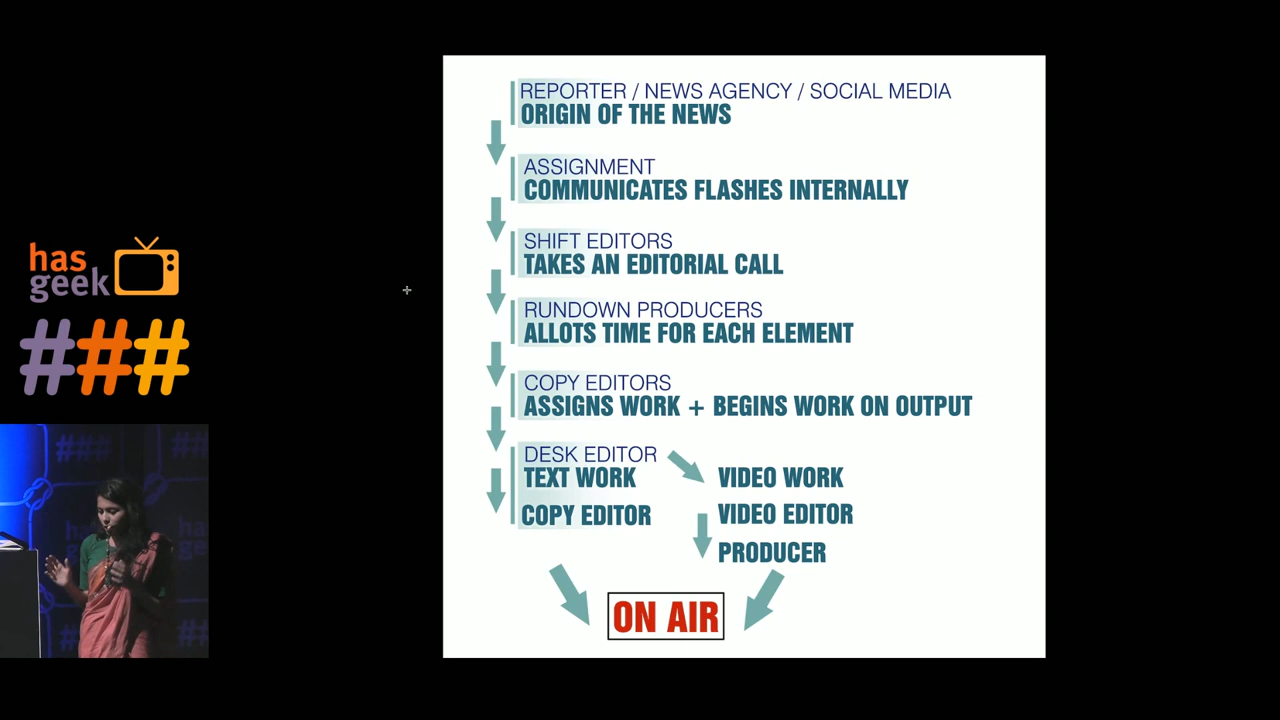 has
geek
###
REPORTER / NEWS AGENCY / SOCIAL MEDIA
ORIGIN OF THE NEWS
ASSIGNMENT
COMMUNICATES FLASHES INTERNALLY
SHIFT EDITORS
TAKES AN EDITORIAL CALL
RUNDOWN PRODUCERS
ALLOTS TIME FOR EACH ELEMENT
COPY EDITORS
ASSIGNS WORK + BEGINS WORK ON OUTPUT
DESK EDITOR
TEXT WORK
COPY EDITOR
VIDEO WORK
VIDEO EDITOR
PRODUCER
ON AIR